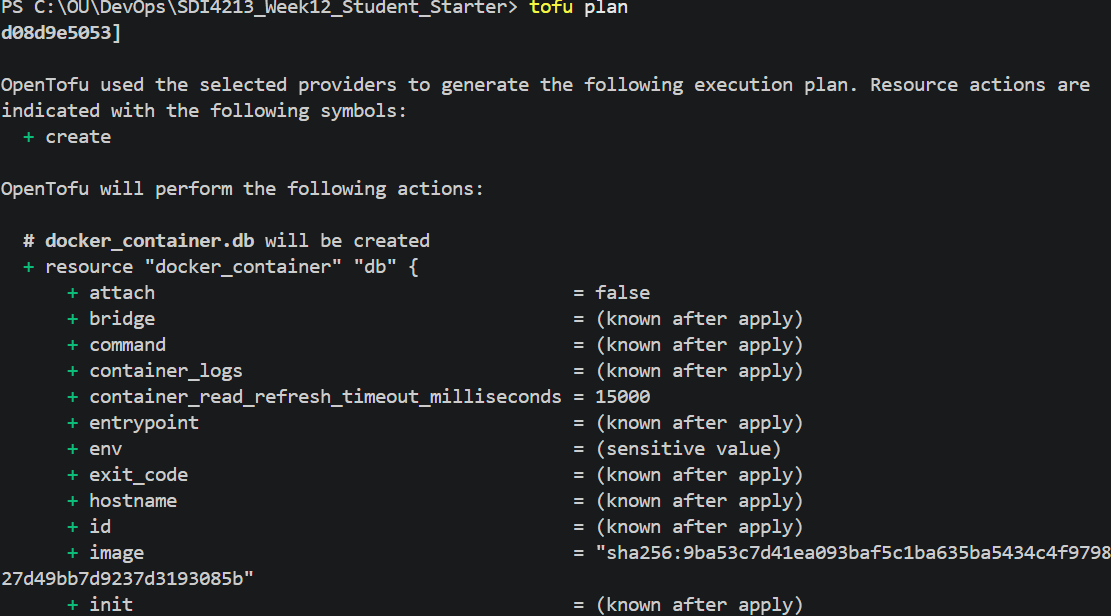 PS C:\OU\DevOps\SDI4213_Week12_Student_Starter> tofu plan
d08d9e5053]
OpenTofu used the selected providers to generate the following execution plan. Resource actions are
indicated with the following symbols:
+ create
OpenTofu will perform the following actions:
# docker_container.db will be created
+ resource "docker_container" "db" {
+ attach = false
+ bridge = (known after apply)
+ command = (known after apply)
+ container_logs = (known after apply)
+ container_read_refresh_timeout_milliseconds = 15000
+ entrypoint = (known after apply)
+ env = (sensitive value)
+ exit_code = (known after apply)
+ hostname = (known after apply)
+ id = (known after apply)
+ image = "sha256:9ba53c7d41ea093baf5c1ba635ba5434c4f9798
27d49bb7d9237d3193085b"
+ init = (known after apply)